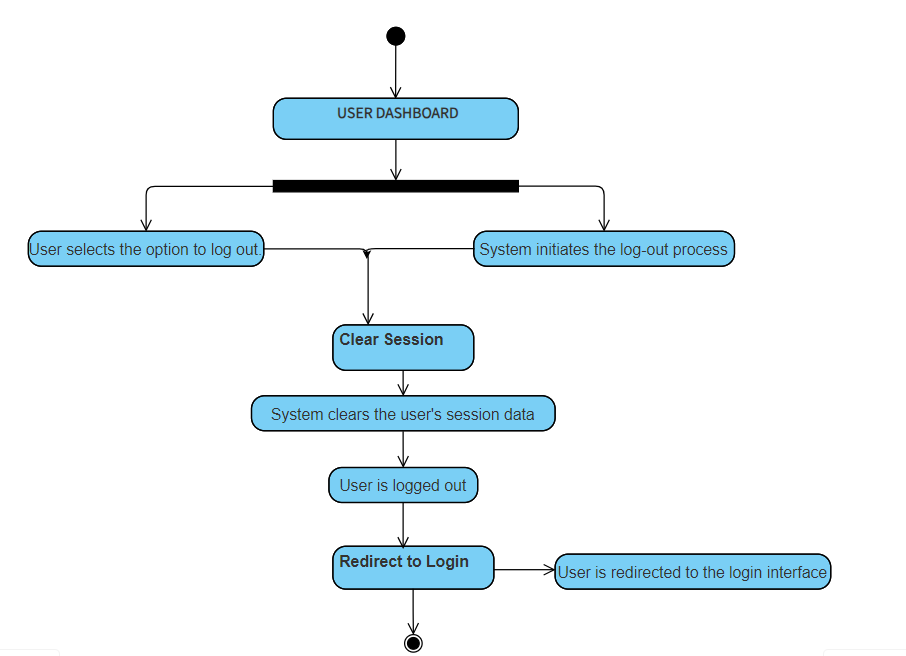 USER DASHBOARD
User selects the option to log out.
System initiates the log-out process
Clear Session
System clears the user's session data
User is logged out
Redirect to Login
User is redirected to the login interface